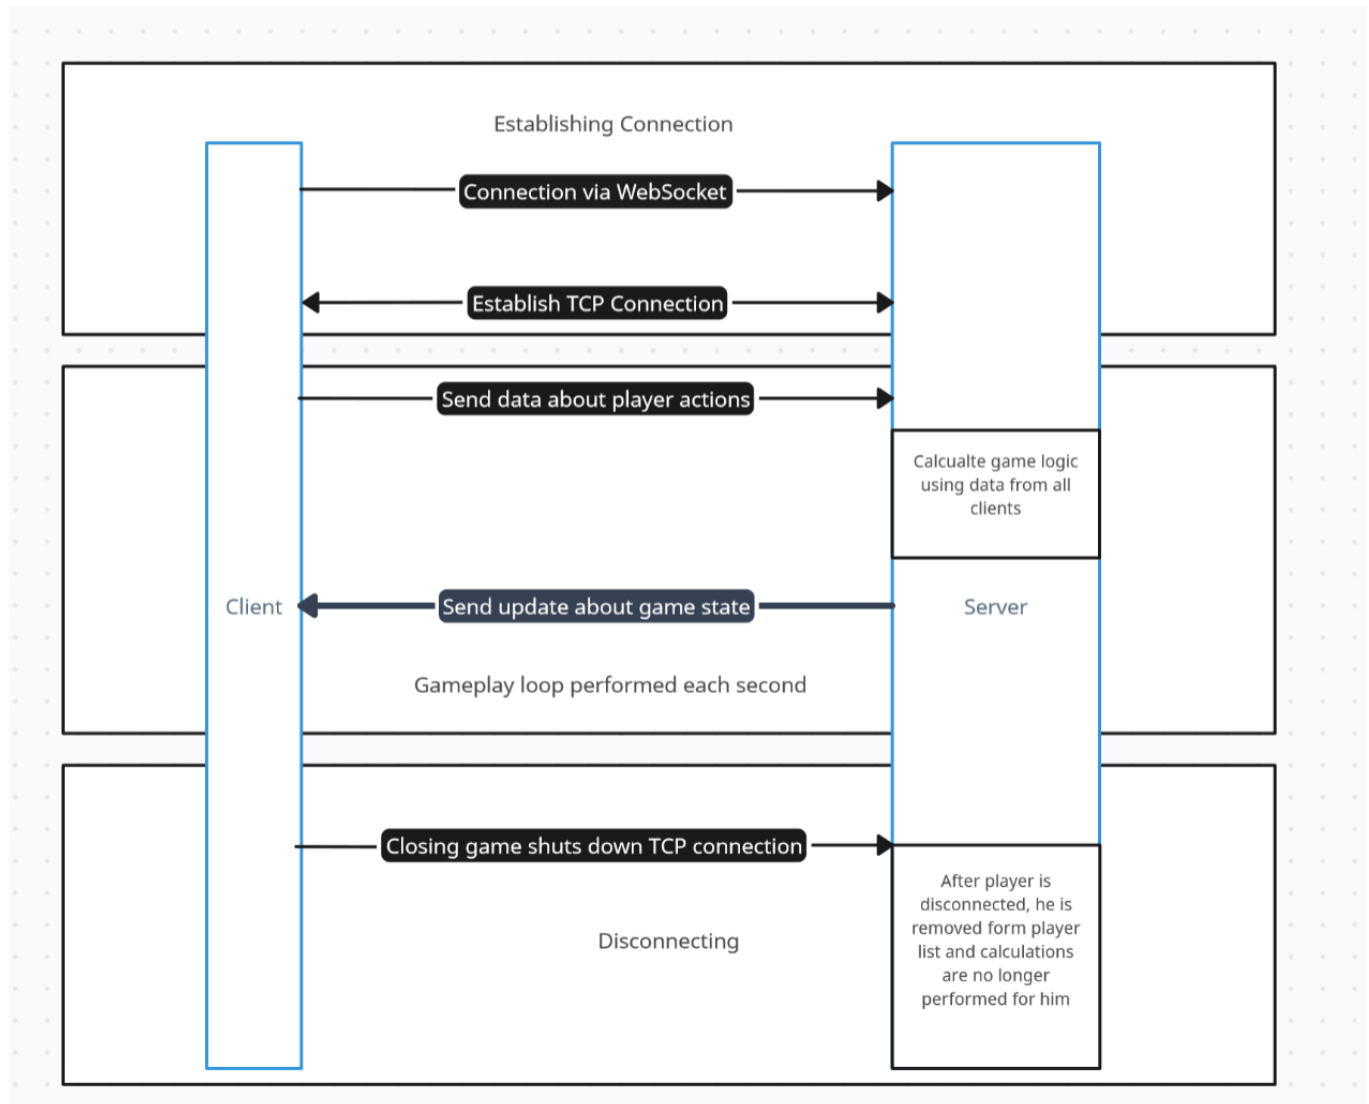 Establishing Connection
Connection via WebSocket
Establish TCP Connection
Send data about player actions
Calcualte game logic
using data from all
clients
Client
Send update about game state
Server
Gameplay loop performed each second
Closing game shuts down TCP connection
After player is
disconnected, he is
removed form player
list and calculations
are no longer
performed for him
Disconnecting